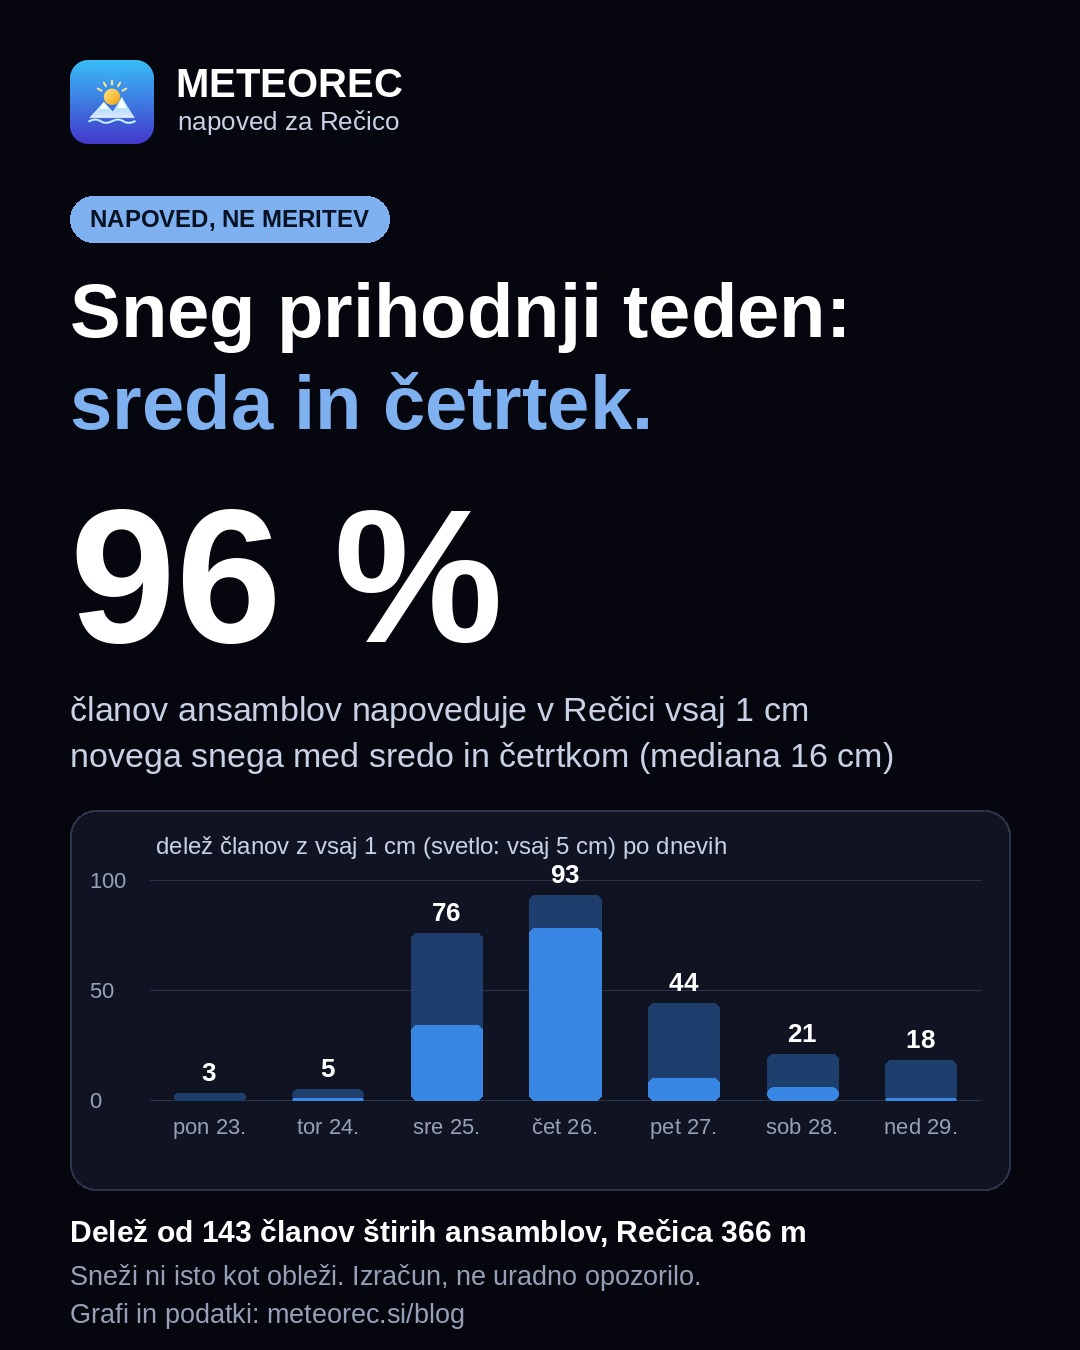 METEOREC
napoved za Rečico
NAPOVED, NE MERITEV
Sneg prihodnji teden:
sreda in četrtek.
96 %
članov ansamblov napoveduje v Rečici vsaj 1 cm
novega snega med sredo in četrtkom (mediana 16 cm)
delež članov z vsaj 1 cm (svetlo: vsaj 5 cm) po dnevih
100
50
0
3
5
76
93
44
21
18
pon 23.
tor 24.
sre 25.
čet 26.
pet 27.
sob 28.
ned 29.
Delež od 143 članov štirih ansamblov, Rečica 366 m
Sneži ni isto kot obleži. Izračun, ne uradno opozorilo.
Grafi in podatki: meteorec.si/blog